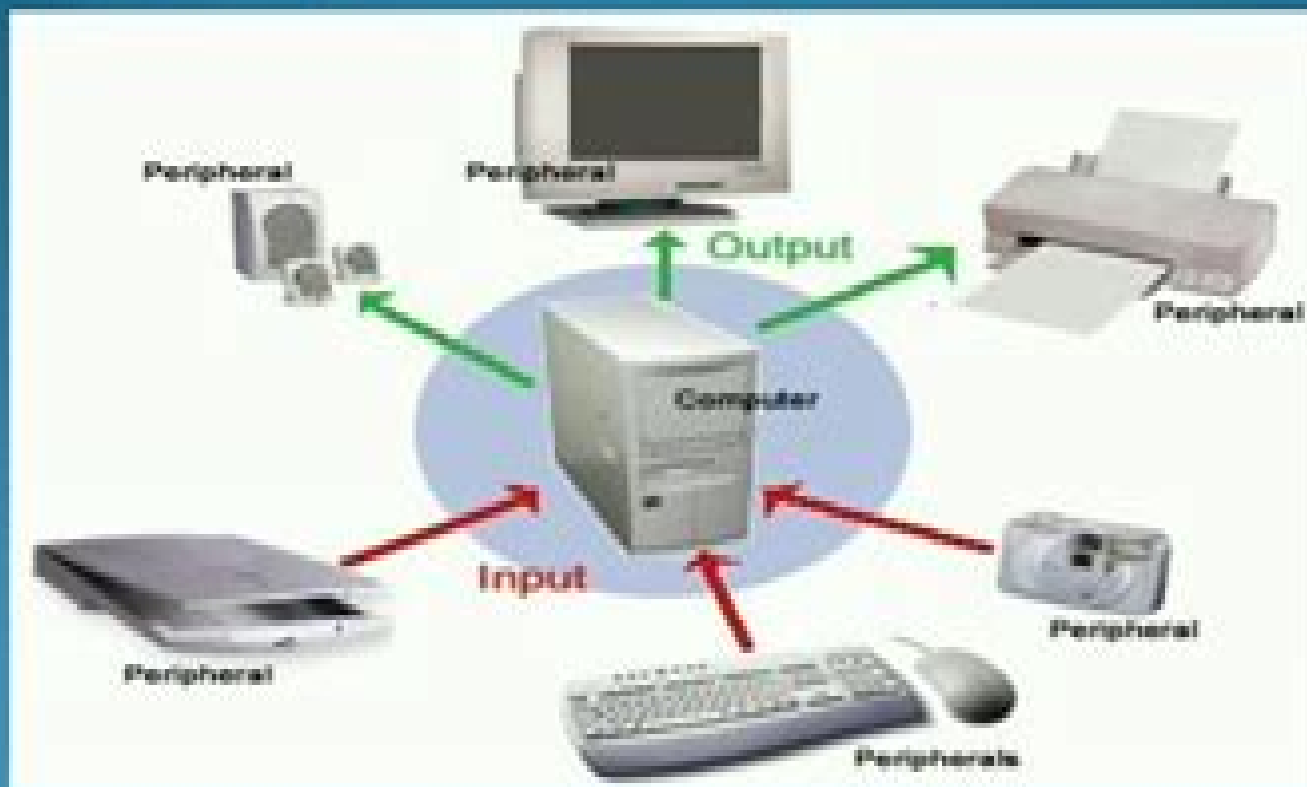 Peripheral
Peripheral
Output
Peripheral
Computer
Input
Peripheral
Peripheral
Peripherals